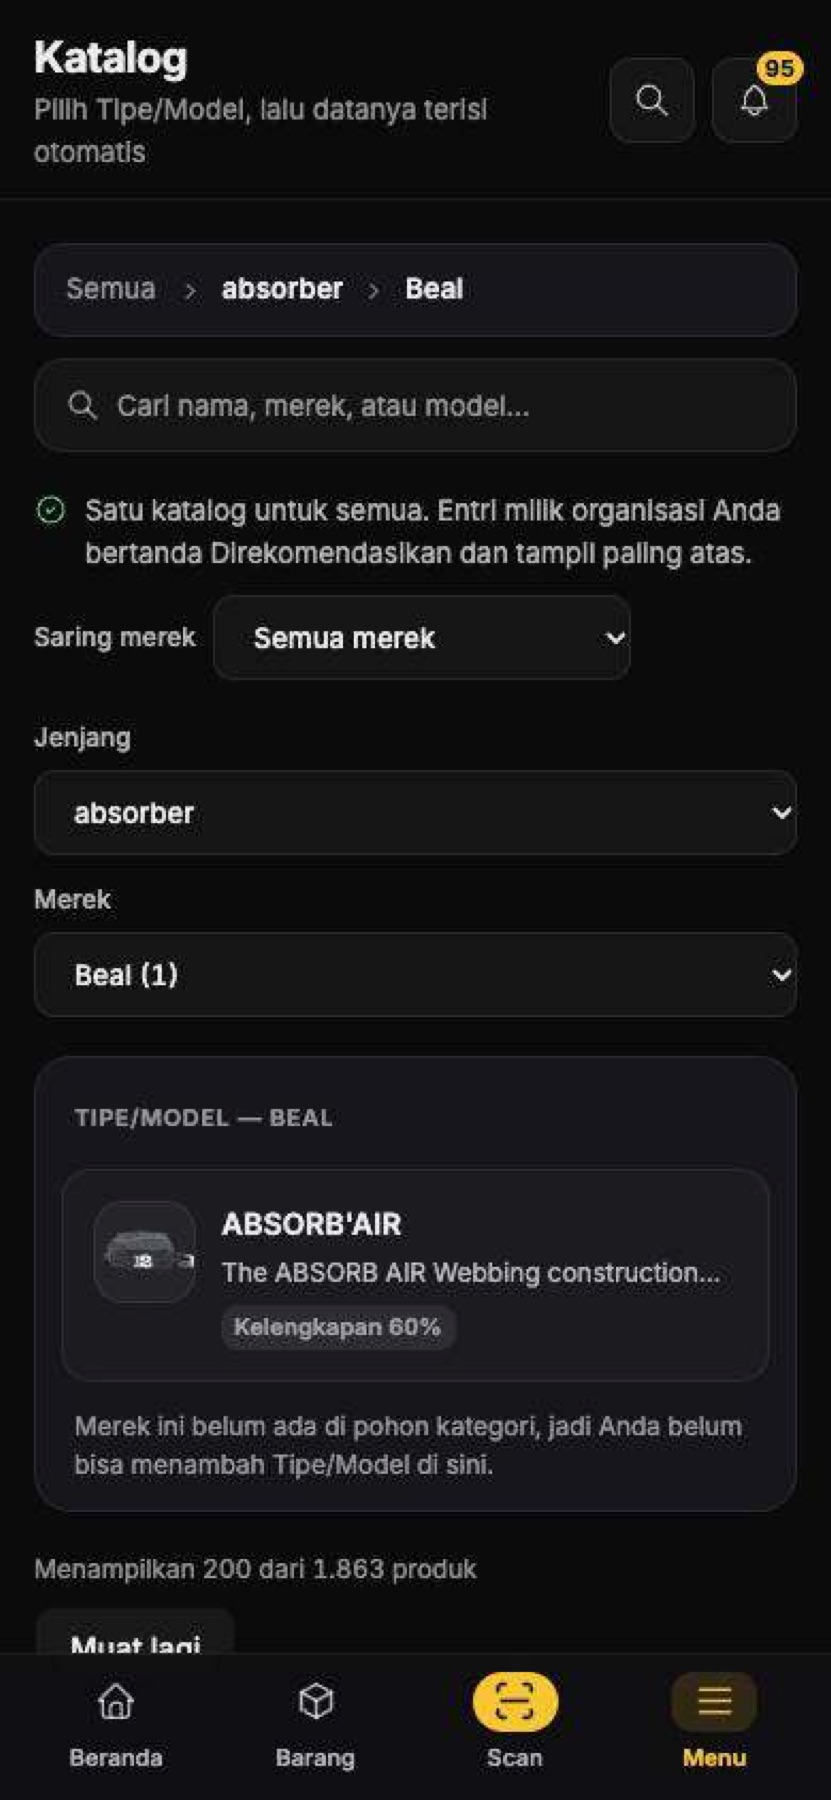 Katalog
Pilih Tipe/Model, lalu datanya terisi
otomatis
95
Semua > absorber > Beal
Cari nama, merek, atau model...
Satu katalog untuk semua. Entri milik organisasi Anda
bertanda Direkomendasikan dan tampil paling atas.
Saring merek Semua merek
Jenjang
absorber
Merek
Beal (1)
TIPE/MODEL — BEAL
ABSORB'AIR
The ABSORB AIR Webbing construction...
Kelengkapan 60%
Merek ini belum ada di pohon kategori, jadi Anda belum
bisa menambah Tipe/Model di sini.
Menampilkan 200 dari 1.863 produk
Muat lagi
Beranda Barang Scan Menu